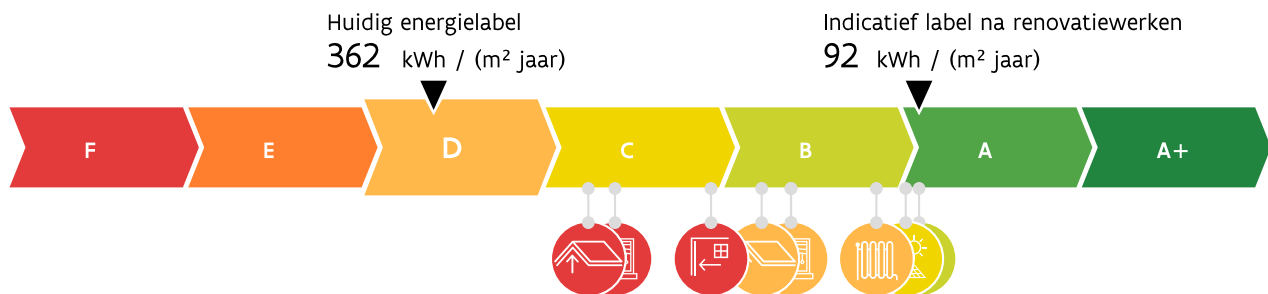 Huidig energielabel
362 kWh / (m² jaar)
Indicatief label na renovatiewerken
92 kWh / (m² jaar)
F E D C B A A+